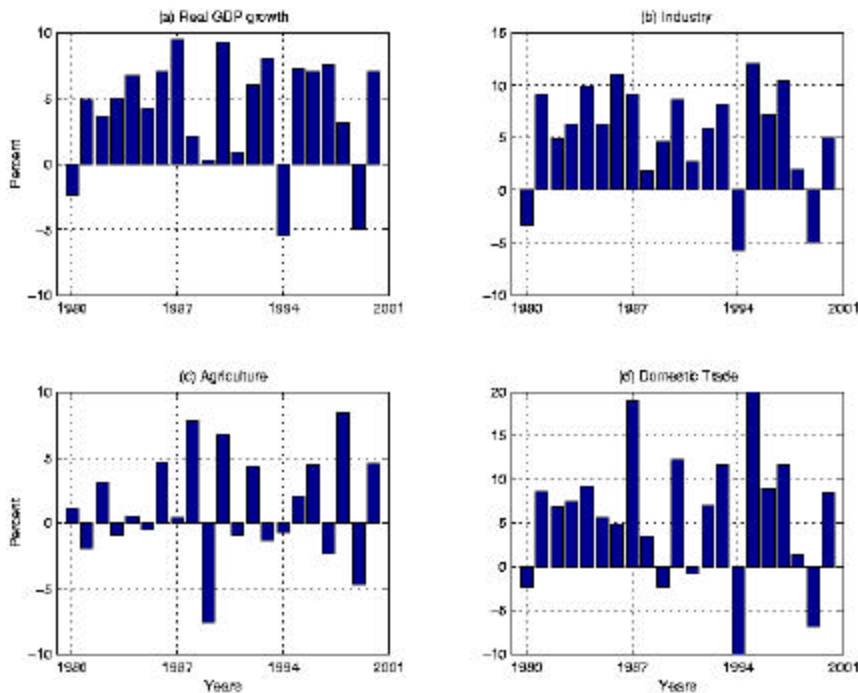 (a) Real GDP growth
10
5
0
−5
−10
Percent
1980 1987 1994 2001
(b) Industry
15
10
5
0
−5
−10
1980 1987 1994 2001
(c) Agriculture
10
5
0
−5
−10
Percent
1980 1987 1994 2001
Years
(d) Domestic Trade
20
15
10
5
0
−5
−10
1980 1987 1994 2001
Years